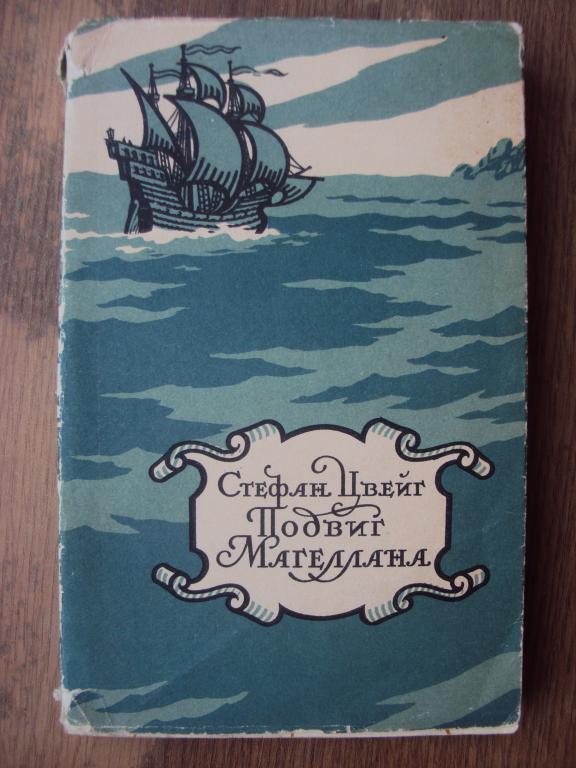 Стефан Цвейг
Подвиг
Магеллана